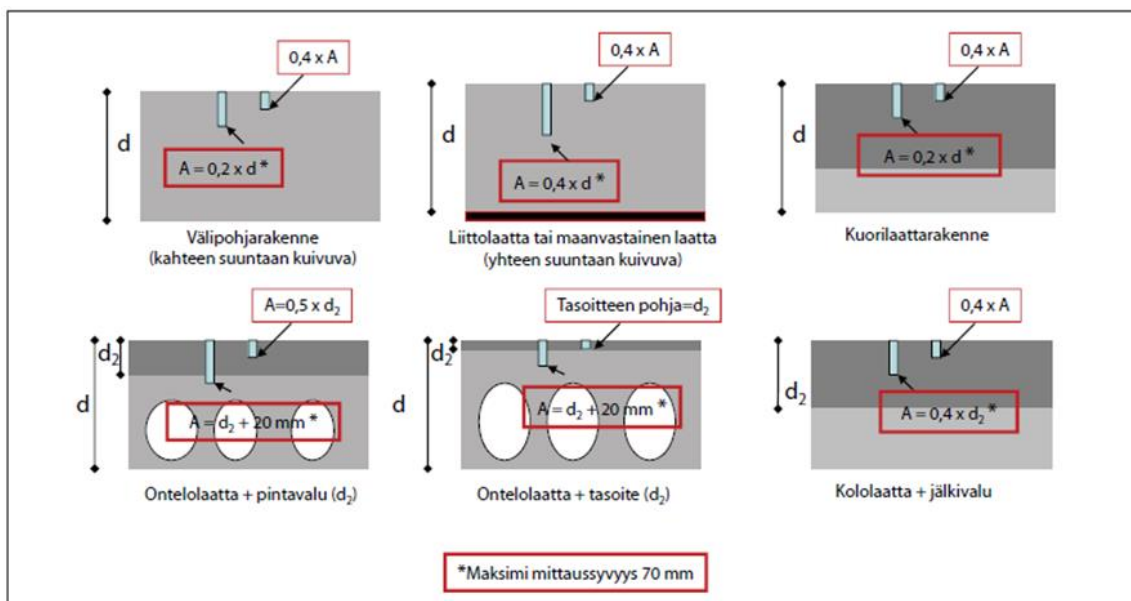 0,4 x A
d
A = 0,2 x d *
Välipohjarakenne
(kahteen suuntaan kuivuva)
0,4 x A
d
A = 0,4 x d *
Liittolaatta tai maanvastainen laatta
(yhteen suuntaan kuivuva)
0,4 x A
d
A = 0,2 x d *
Kuorilaattarakenne
A=0,5 x d₂
d₂
d
A = d₂ + 20 mm *
Ontelolaatta + pintavalu (d₂)
Tasoitteen pohja=d₂
d₂
d
A = d₂ + 20 mm *
Ontelolaatta + tasoite (d₂)
0,4 x A
d₂
A = 0,4 x d₂ *
Kololaatta + jälkivalu
*Maksimi mittaussyvyys 70 mm